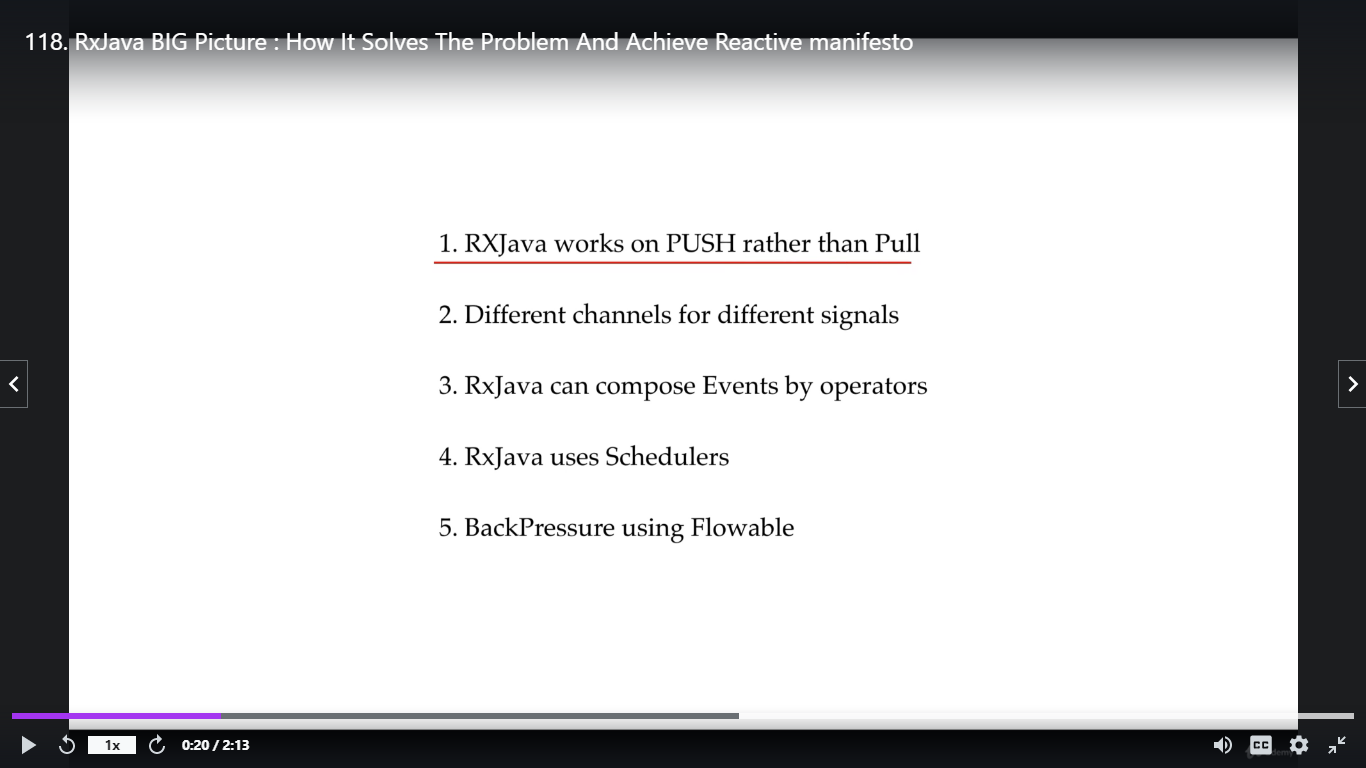 118. RxJava BIG Picture : How It Solves The Problem And Achieve Reactive manifesto
1. RXJava works on PUSH rather than Pull
2. Different channels for different signals
3. RxJava can compose Events by operators
4. RxJava uses Schedulers
5. BackPressure using Flowable
1x 0:20 / 2:13 CC